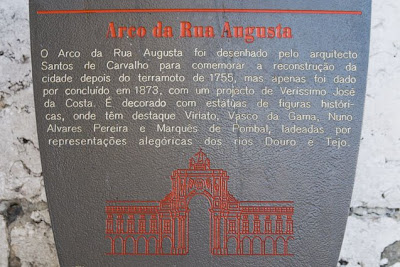 Arco da Rua Augusta
O Arco da Rua Augusta foi desenhado pelo arquitecto
Santos de Carvalho para comemorar a reconstrução da
cidade depois do terramoto de 1755, mas apenas foi dado
por concluído em 1873, com um projecto de Veríssimo José
da Costa. É decorado com estátuas de figuras históri-
cas, onde têm destaque Viriato, Vasco da Gama, Nuno
Alvares Pereira e Marquês de Pombal, ladeadas por
representações alegóricas dos rios Douro e Tejo.